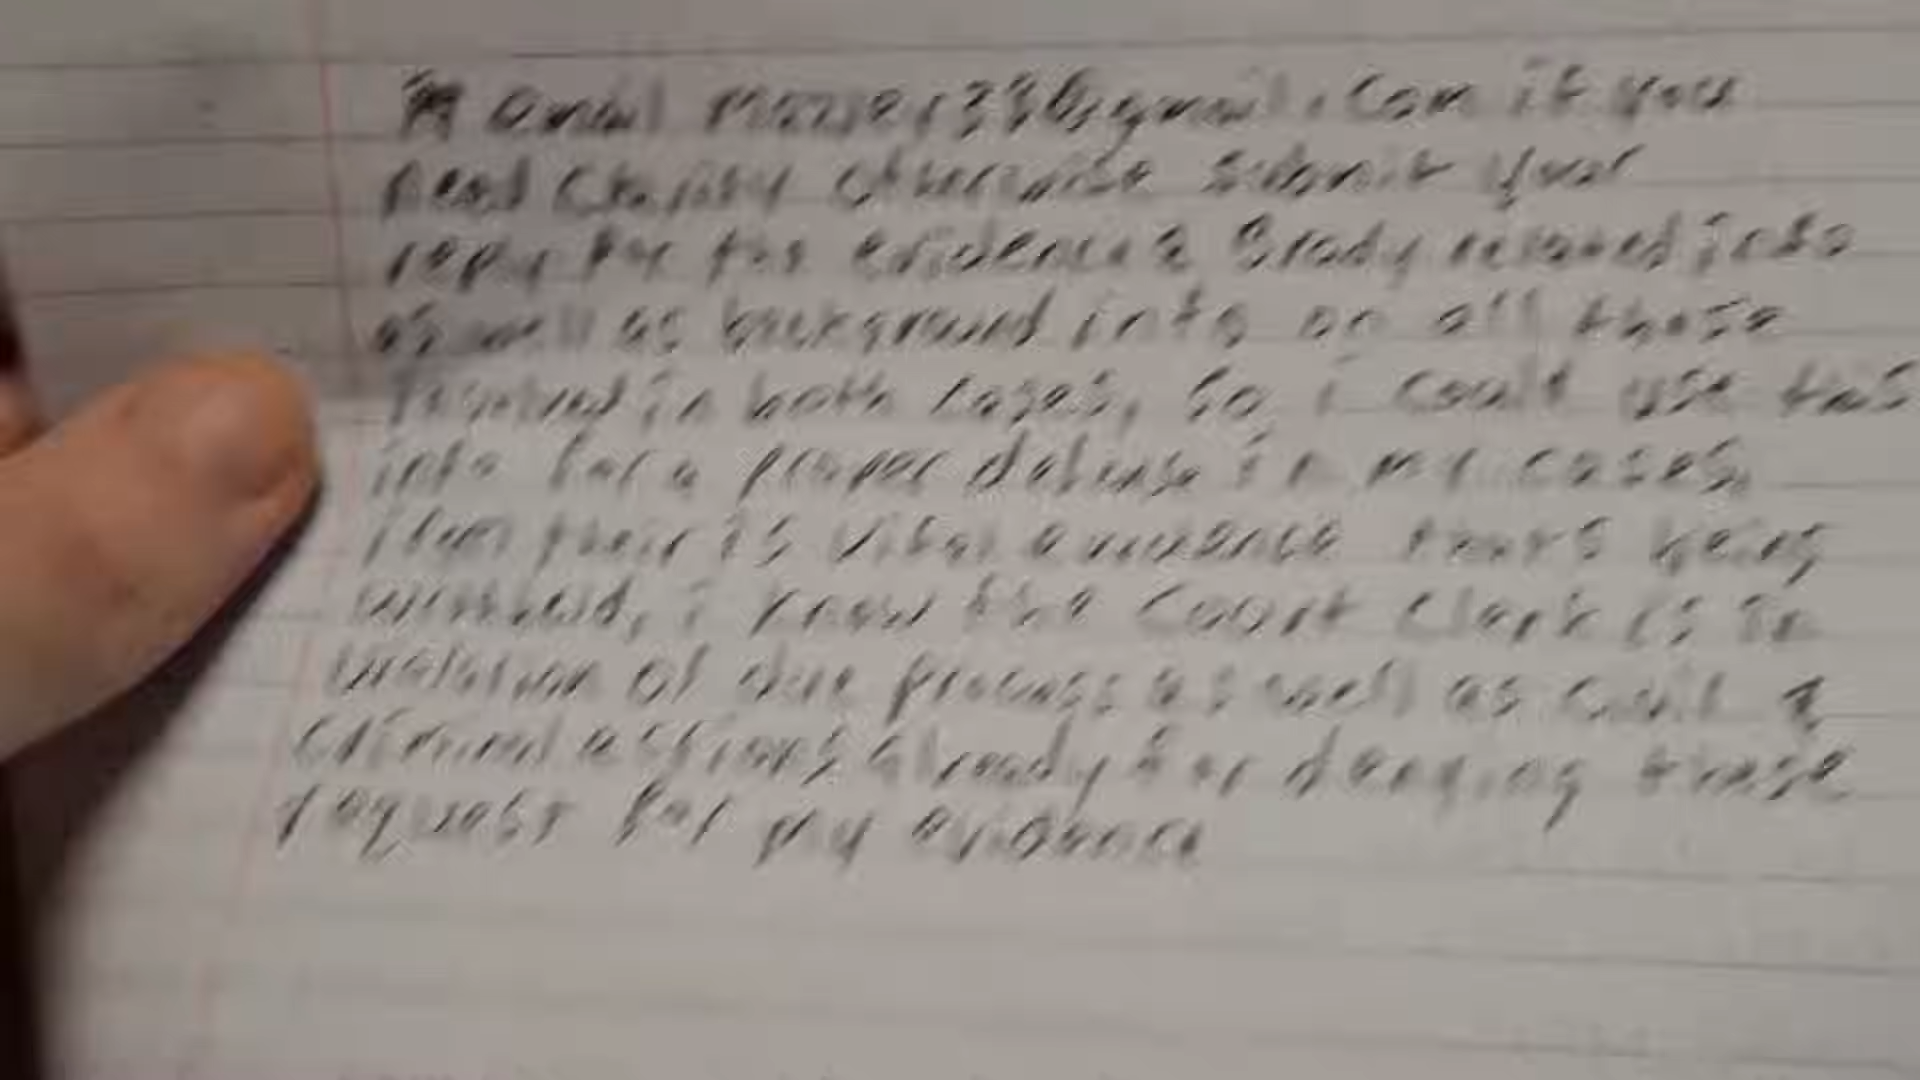 email if you
need clarity otherwise submit your
reply for the evidence & Brady related info
as well as background info on all those
involved in both cases, so i could use this
info for a proper defense in my cases,
their is vital evidence thats being
withheld, i know the Court Clerk is in
violation of due process as well as civil &
criminal actions already for denying these
request for my evidence